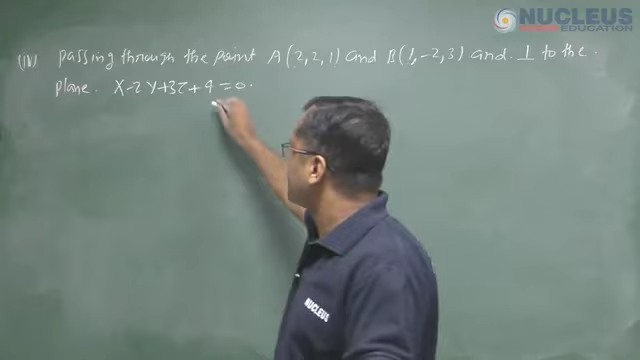 NUCLEUS
EDUCATION
(IV) passing through the point A(2,2,1) and B(1,-2,3) and ⊥ to the
plane. x-2y+3z+4=0.
NUCLEUS